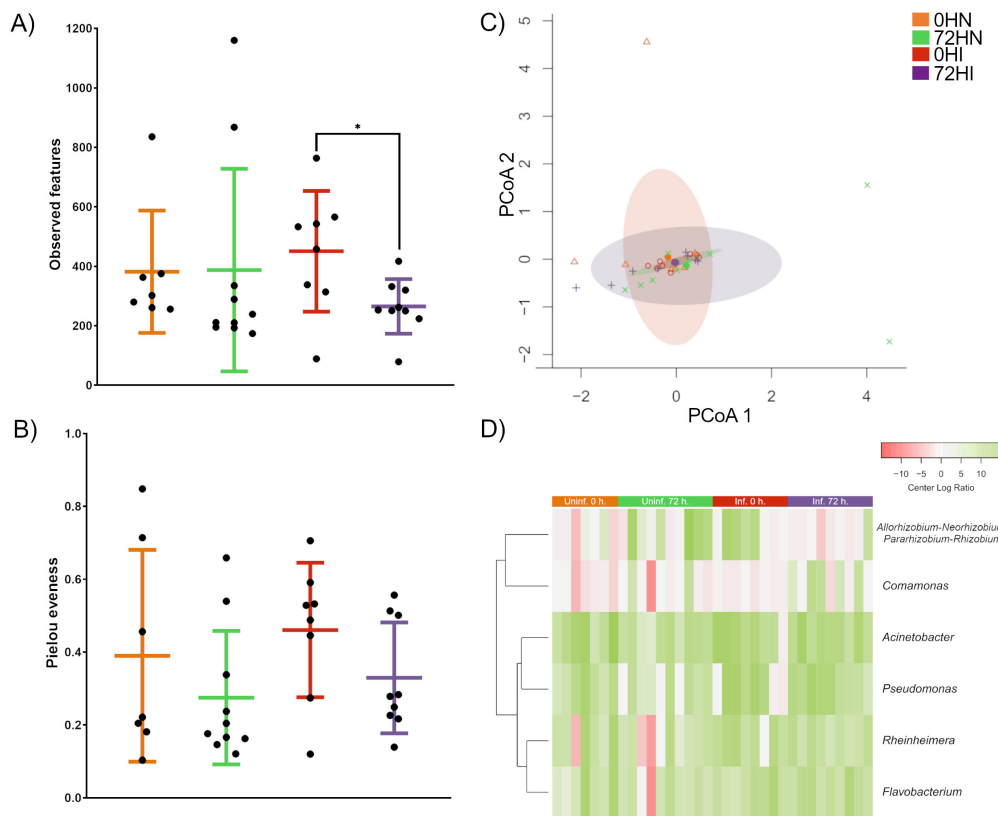 A)
1200
1000
800
600
400
200
0
Observed features
*
B)
1.0
0.8
0.6
0.4
0.2
0.0
Pielou eveness
C)
0HN
72HN
0HI
72HI
5
4
3
2
1
0
−1
−2
PCoA 2
−2 0 2 4
PCoA 1
D)
−10 −5 0 5 10
Center Log Ratio
Uninf. 0 h. Uninf. 72 h. Inf. 0 h. Inf. 72 h.
Allorhizobium-Neorhizobium
Pararhizobium-Rhizobium
Comamonas
Acinetobacter
Pseudomonas
Rheinheimera
Flavobacterium